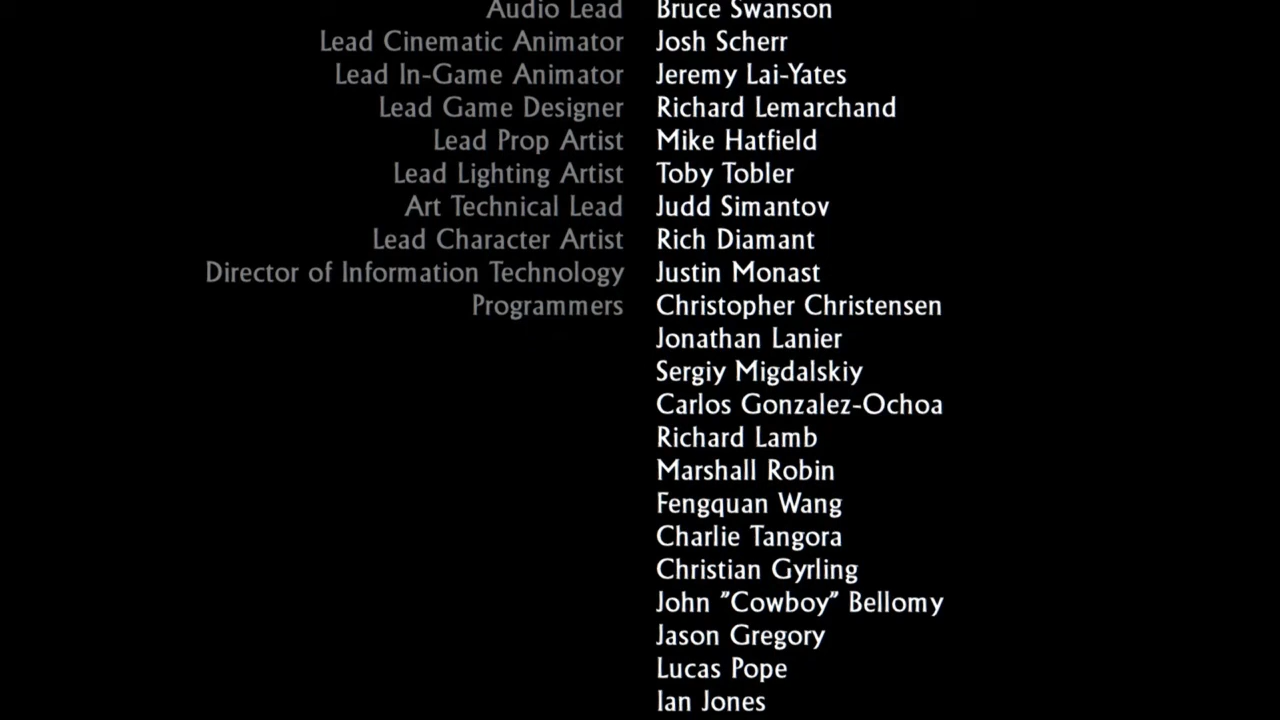 Audio Lead Bruce Swanson
Lead Cinematic Animator Josh Scherr
Lead In-Game Animator Jeremy Lai-Yates
Lead Game Designer Richard Lemarchand
Lead Prop Artist Mike Hatfield
Lead Lighting Artist Toby Tobler
Art Technical Lead Judd Simantov
Lead Character Artist Rich Diamant
Director of Information Technology Justin Monast
Programmers Christopher Christensen
Jonathan Lanier
Sergiy Migdalskiy
Carlos Gonzalez-Ochoa
Richard Lamb
Marshall Robin
Fengquan Wang
Charlie Tangora
Christian Gyrling
John ”Cowboy” Bellomy
Jason Gregory
Lucas Pope
Ian Jones